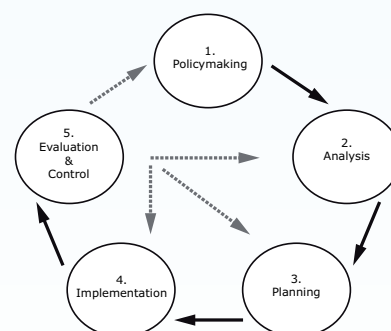 1.
Policymaking
2.
Analysis
3.
Planning
4.
Implementation
5.
Evaluation
&
Control